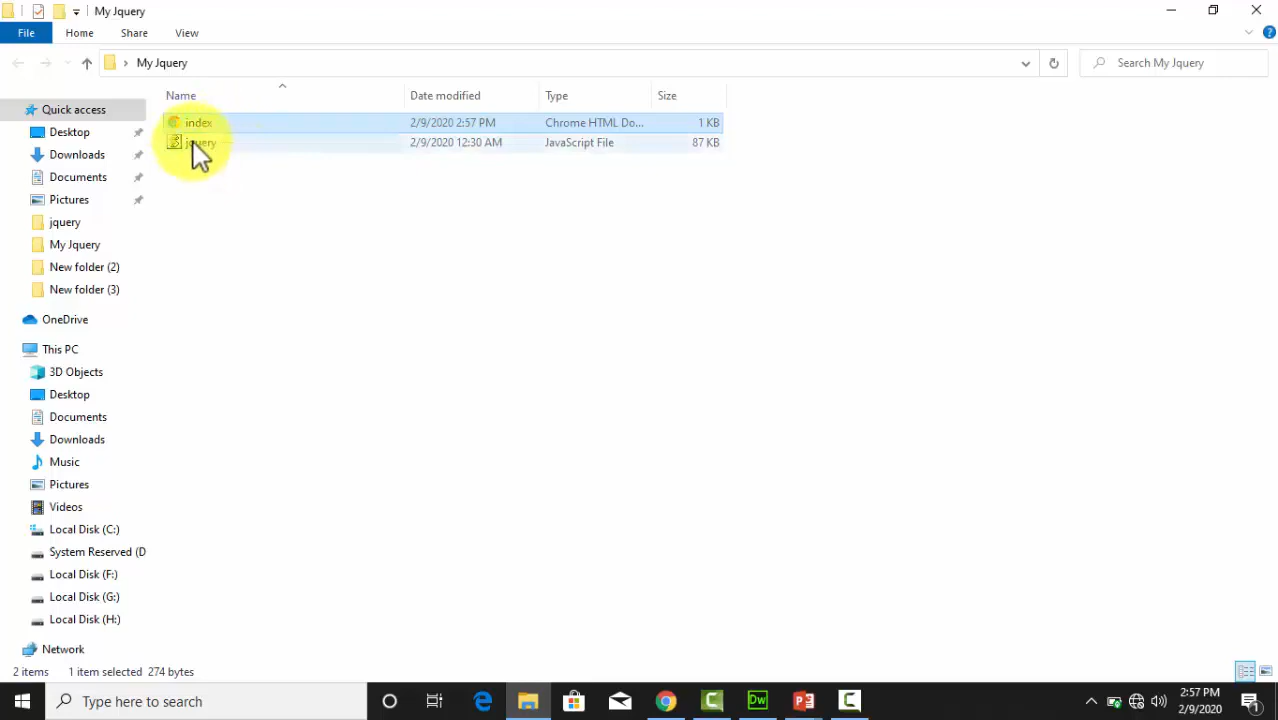 My Jquery
File Home Share View
My Jquery
Search My Jquery
Name Date modified Type Size
index 2/9/2020 2:57 PM Chrome HTML Do... 1 KB
jquery 2/9/2020 12:30 AM JavaScript File 87 KB
Quick access
Desktop
Downloads
Documents
Pictures
jquery
My Jquery
New folder (2)
New folder (3)
OneDrive
This PC
3D Objects
Desktop
Documents
Downloads
Music
Pictures
Videos
Local Disk (C:)
System Reserved (D
Local Disk (F:)
Local Disk (G:)
Local Disk (H:)
Network
2 items 1 item selected 274 bytes
Type here to search
Dw
2:57 PM
2/9/2020